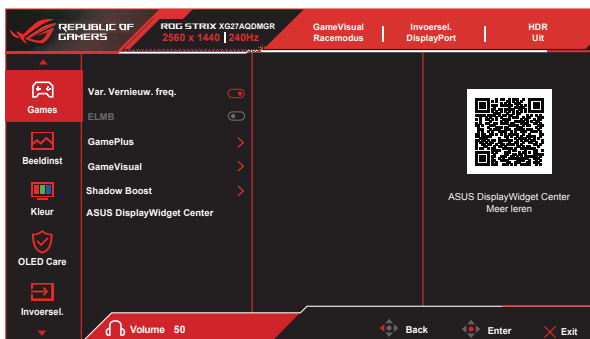 REPUBLIC OF
GAMERS
ROG STRIX XG27AQDMGR
2560 x 1440 240Hz
GameVisual
Racemodus
Invoersel.
DisplayPort
HDR
Uit
Games
Beeldinst
Kleur
OLED Care
Invoersel.
Var. Vernieuw. freq.
ELMB
GamePlus
GameVisual
Shadow Boost
ASUS DisplayWidget Center
ASUS DisplayWidget Center
Meer leren
Volume 50
Back
Enter
Exit